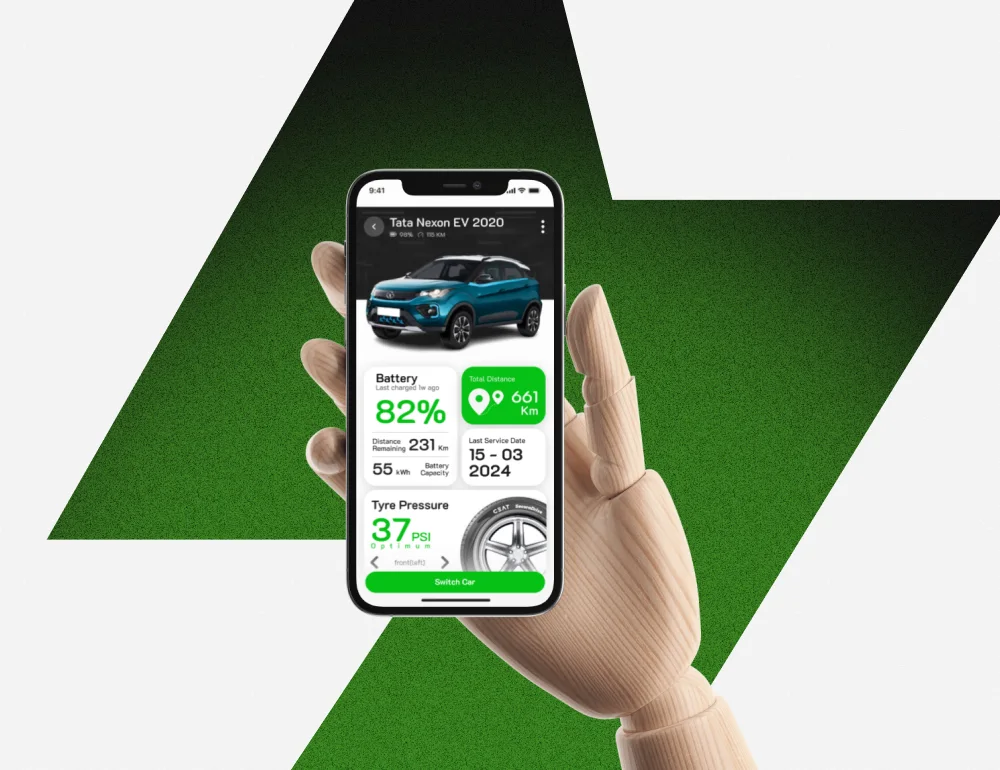 9:41
Tata Nexon EV 2020
98% 115 KM
Battery
Last charged 1w ago
82%
Distance
Remaining 231 Km
55 kWh Battery
Capacity
Total Distance
661
Km
Last Service Date
15 - 03
2024
Tyre Pressure
37 PSI
Optimum
front(left)
CEAT SecuraDrive
Switch Car